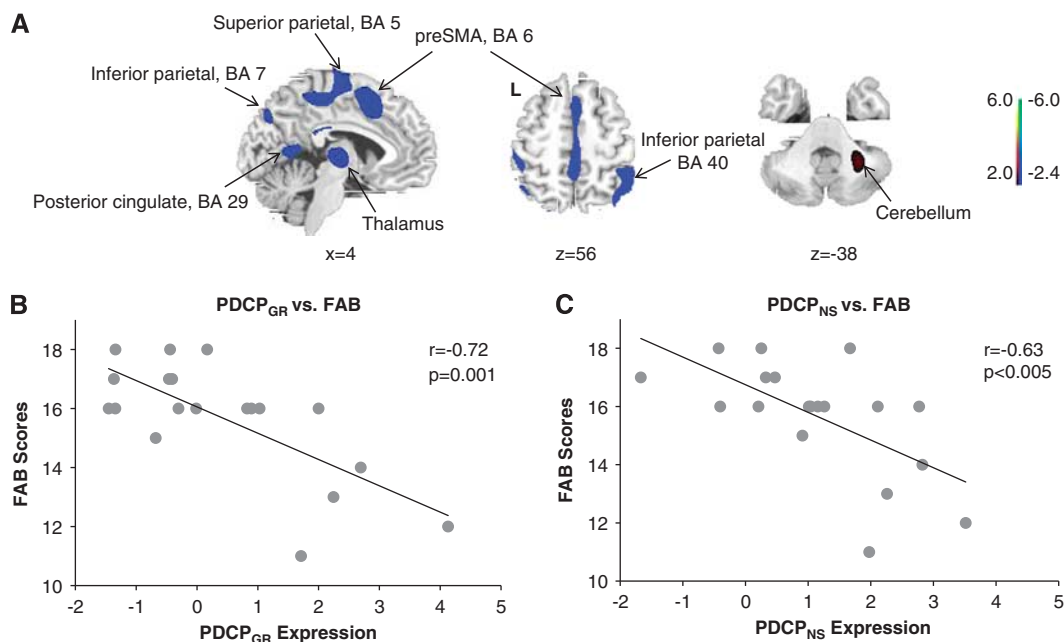 A
Superior parietal, BA 5
preSMA, BA 6
Inferior parietal, BA 7
L
6.0 -6.0
Inferior parietal
BA 40
2.0 -2.4
Posterior cingulate, BA 29
Thalamus
Cerebellum
x=4
z=56
z=-38
B
PDCPGR vs. FAB
r=-0.72
p=0.001
FAB Scores
18
16
14
12
10
-2 -1 0 1 2 3 4 5
PDCPGR Expression
C
PDCPNS vs. FAB
r=-0.63
p<0.005
FAB Scores
18
16
14
12
10
-2 -1 0 1 2 3 4 5
PDCPNS Expression